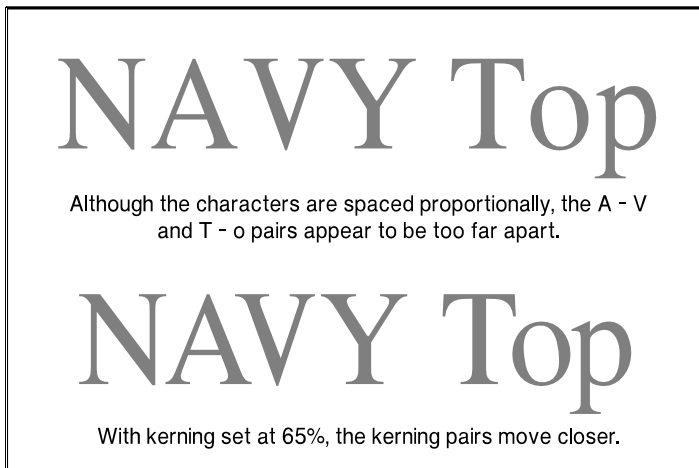 NAVY Top
Although the characters are spaced proportionally, the A - V
and T - o pairs appear to be too far apart.
NAVY Top
With kerning set at 65%, the kerning pairs move closer.